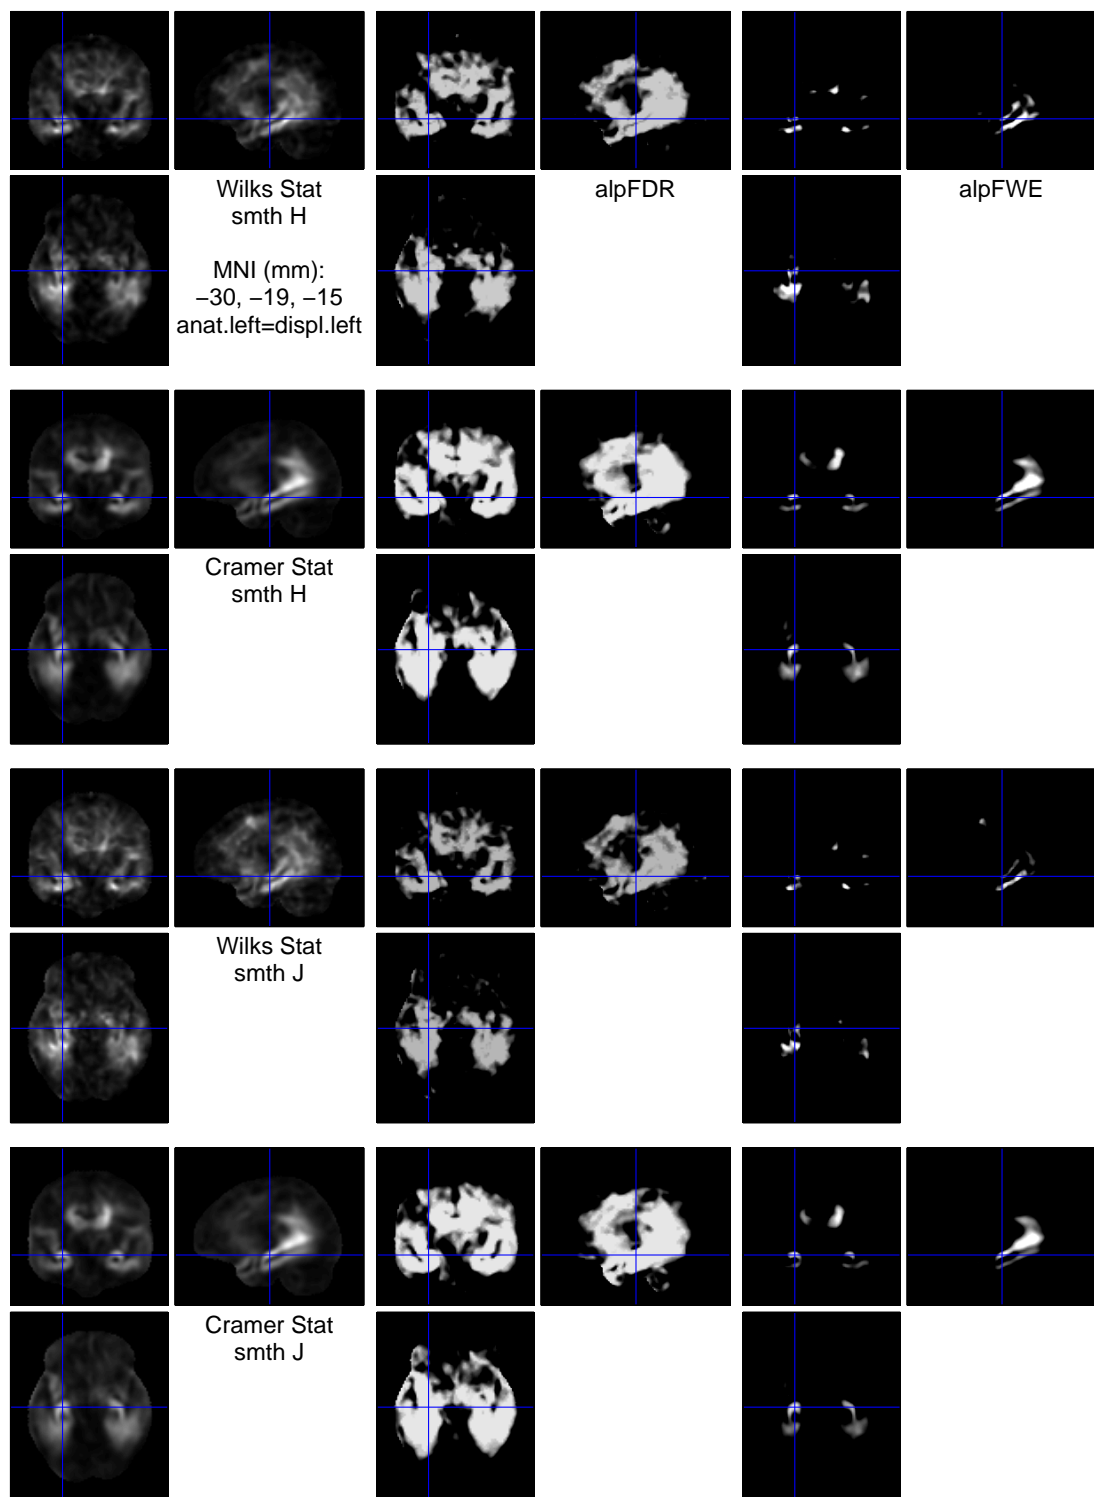 Wilks Stat
smth H
alpFDR
alpFWE
MNI (mm):
−30, −19, −15
anat.left=displ.left
Cramer Stat
smth H
Wilks Stat
smth J
Cramer Stat
smth J